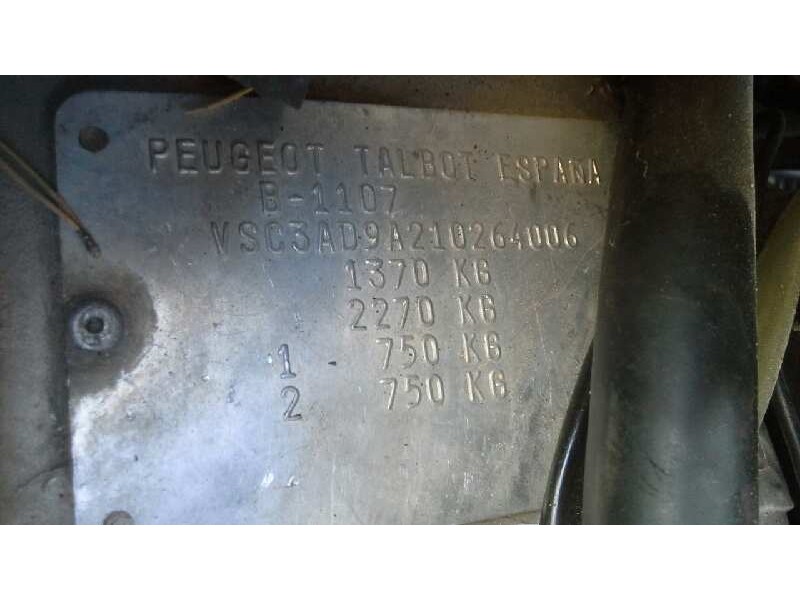 PEUGEOT TALBOT ESPAÑA
B-1107
VSC3AD9A210264006
1370 KG
2270 KG
1 750 KG
2 750 KG